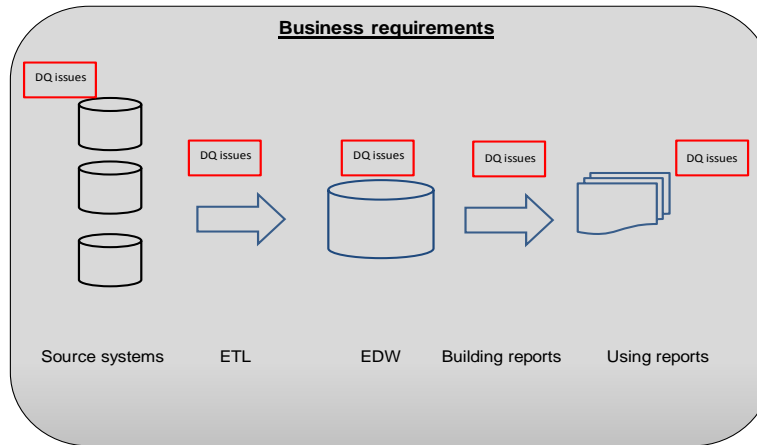 Business requirements
DQ issues
DQ issues
DQ issues
DQ issues
DQ issues
Source systems
ETL
EDW
Building reports
Using reports